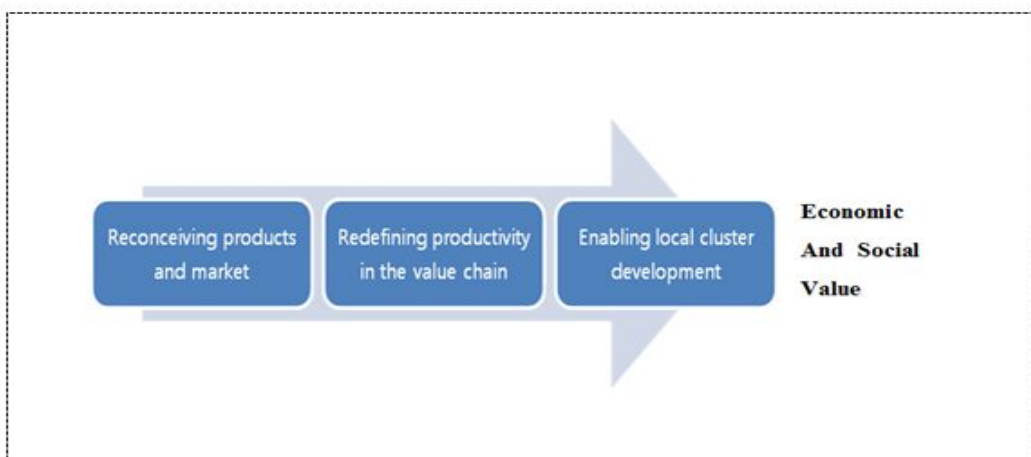 Reconceiving products
and market
Redefining productivity
in the value chain
Enabling local cluster
development
Economic
And Social
Value